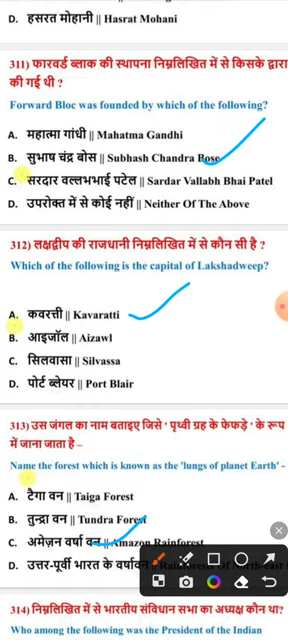 D. हसरत मोहानी || Hasrat Mohani
311) फारवर्ड ब्लाक की स्थापना निम्नलिखित में से किसके द्वारा
की गई थी ?
Forward Bloc was founded by which of the following?
A. महात्मा गांधी || Mahatma Gandhi
B. सुभाष चंद्र बोस || Subhash Chandra Bose
C. सरदार वल्लभभाई पटेल || Sardar Vallabh Bhai Patel
D. उपरोक्त में से कोई नहीं || Neither Of The Above
312) लक्षद्वीप की राजधानी निम्नलिखित में से कौन सी है ?
Which of the following is the capital of Lakshadweep?
A. कवरत्ती || Kavaratti
B. आइजॉल || Aizawl
C. सिलवासा || Silvassa
D. पोर्ट ब्लेयर || Port Blair
313) उस जंगल का नाम बताइए जिसे ' पृथ्वी ग्रह के फेफड़े ' के रूप
में जाना जाता है –
Name the forest which is known as the 'lungs of planet Earth' -
A. टैगा वन || Taiga Forest
B. तुन्द्रा वन || Tundra Forest
C. अमेज़न वर्षा वन || Amazon Rainforest
D. उत्तर-पूर्वी भारत के वर्षावन || Rainforests Of North-east
314) निम्नलिखित में से भारतीय संविधान सभा का अध्यक्ष कौन था?
Who among the following was the President of the Indian